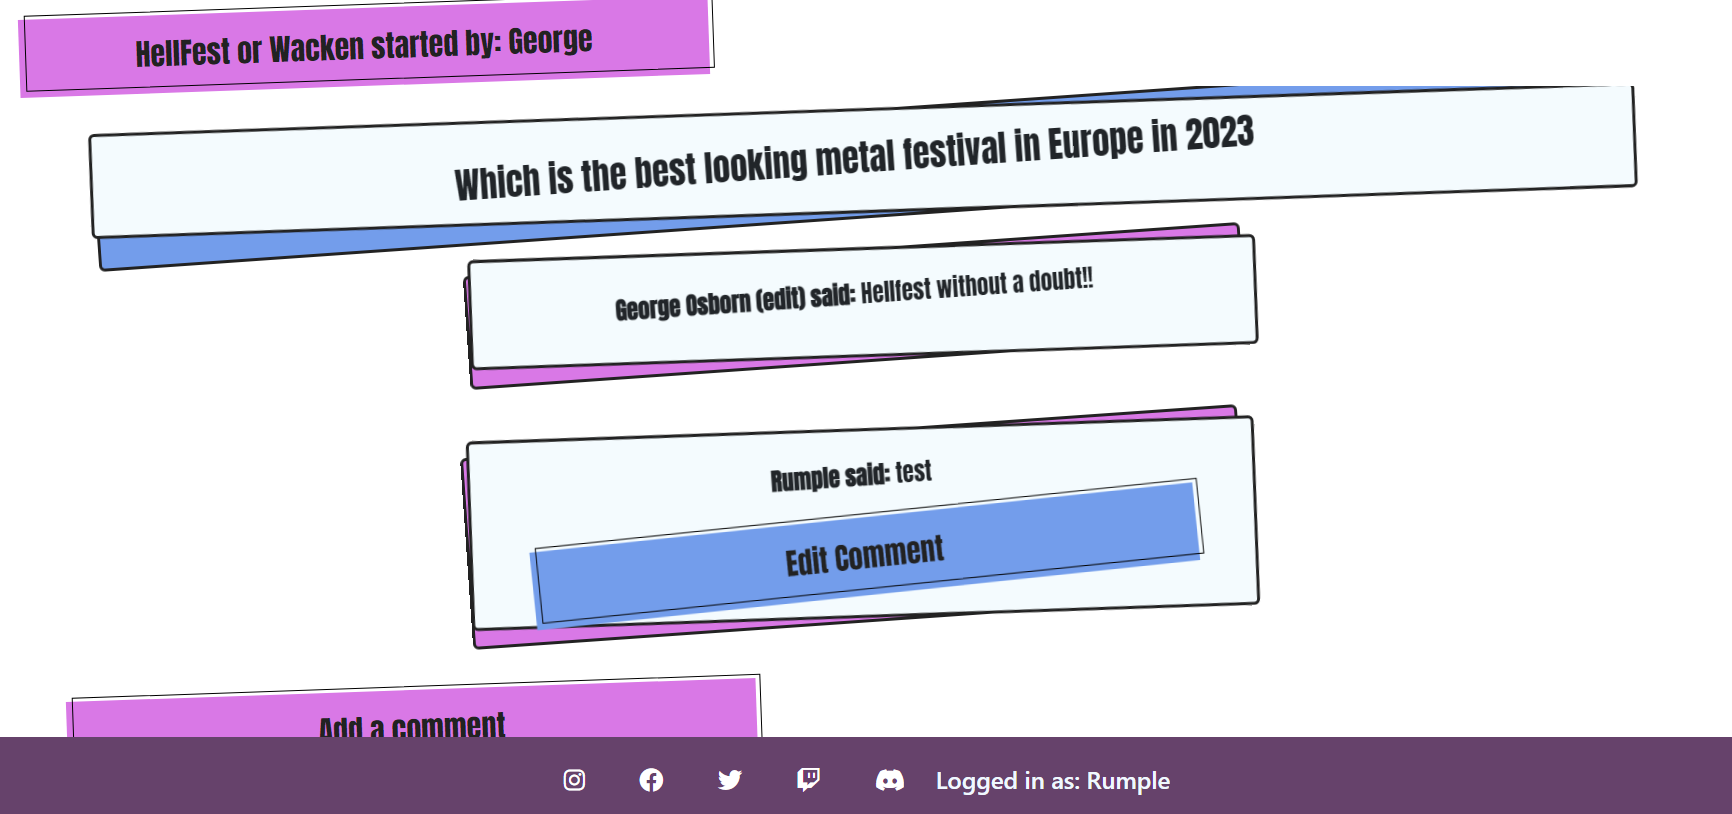 HellFest or Wacken started by: George
Which is the best looking metal festival in Europe in 2023
George Osborn (edit) said: Hellfest without a doubt!!
Rumple said: test
Edit Comment
Add a comment
Logged in as: Rumple